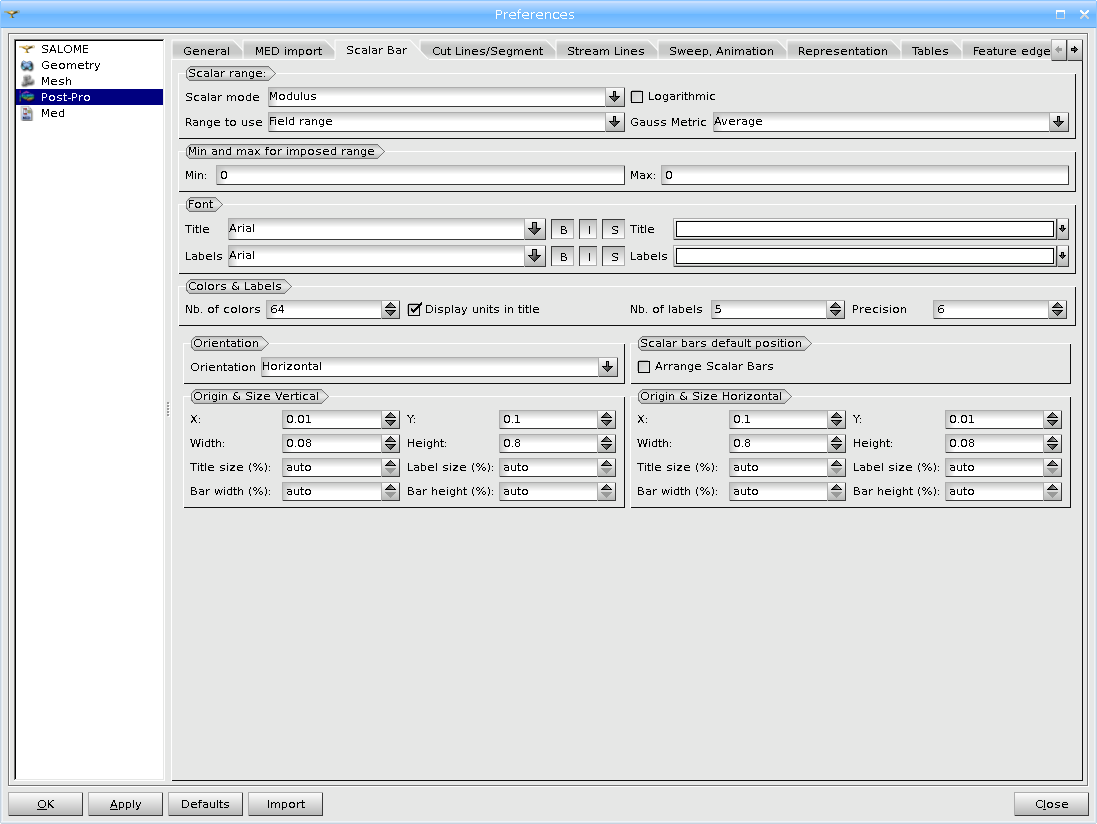 Preferences
SALOME
Geometry
Mesh
Post-Pro
Med
General MED import Scalar Bar Cut Lines/Segment Stream Lines Sweep, Animation Representation Tables Feature edge
Scalar range:
Scalar mode Modulus Logarithmic
Range to use Field range Gauss Metric Average
Min and max for imposed range
Min: 0 Max: 0
Font
Title Arial B I S Title
Labels Arial B I S Labels
Colors & Labels
Nb. of colors 64 Display units in title Nb. of labels 5 Precision 6
Orientation Scalar bars default position
Orientation Horizontal Arrange Scalar Bars
Origin & Size Vertical Origin & Size Horizontal
X: 0.01 Y: 0.1 X: 0.1 Y: 0.01
Width: 0.08 Height: 0.8 Width: 0.8 Height: 0.08
Title size (%): auto Label size (%): auto Title size (%): auto Label size (%): auto
Bar width (%): auto Bar height (%): auto Bar width (%): auto Bar height (%): auto
OK Apply Defaults Import Close